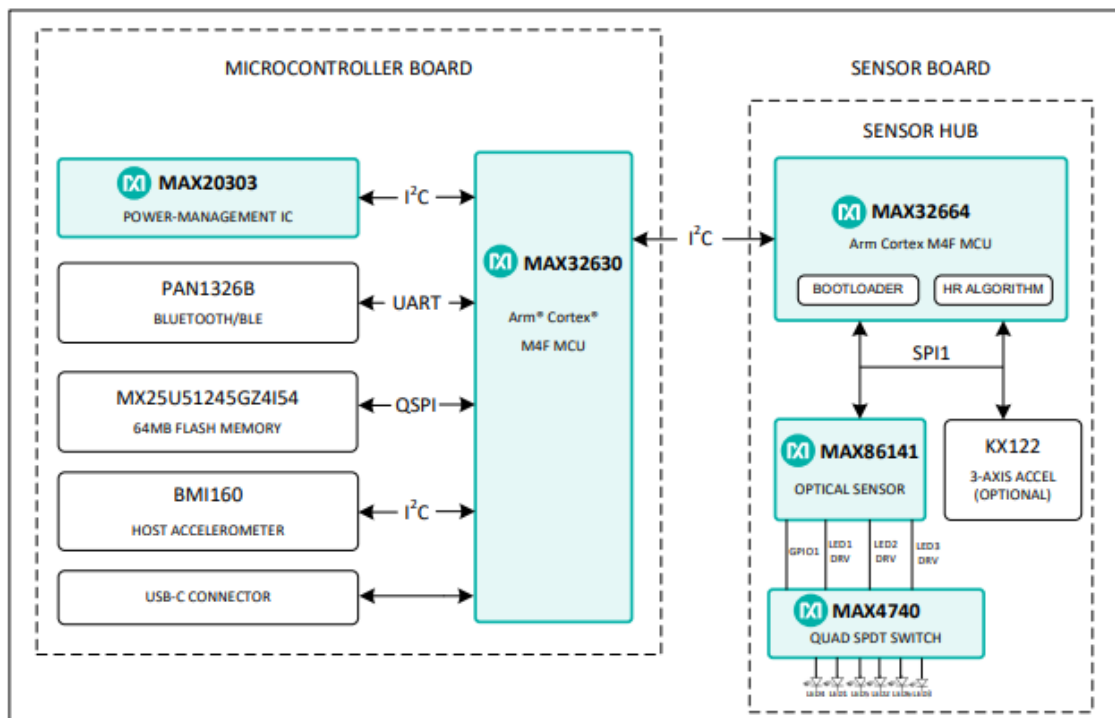 MICROCONTROLLER BOARD
MAX20303
POWER-MANAGEMENT IC
I²C
PAN1326B
BLUETOOTH/BLE
UART
MX25U51245GZ4I54
64MB FLASH MEMORY
QSPI
BMI160
HOST ACCELEROMETER
I²C
USB-C CONNECTOR
MAX32630
Arm® Cortex®
M4F MCU
I²C
SENSOR BOARD
SENSOR HUB
MAX32664
Arm Cortex M4F MCU
BOOTLOADER
HR ALGORITHM
SPI1
MAX86141
OPTICAL SENSOR
KX122
3-AXIS ACCEL
(OPTIONAL)
GPIO1
LED1
DRV
LED2
DRV
LED3
DRV
MAX4740
QUAD SPDT SWITCH